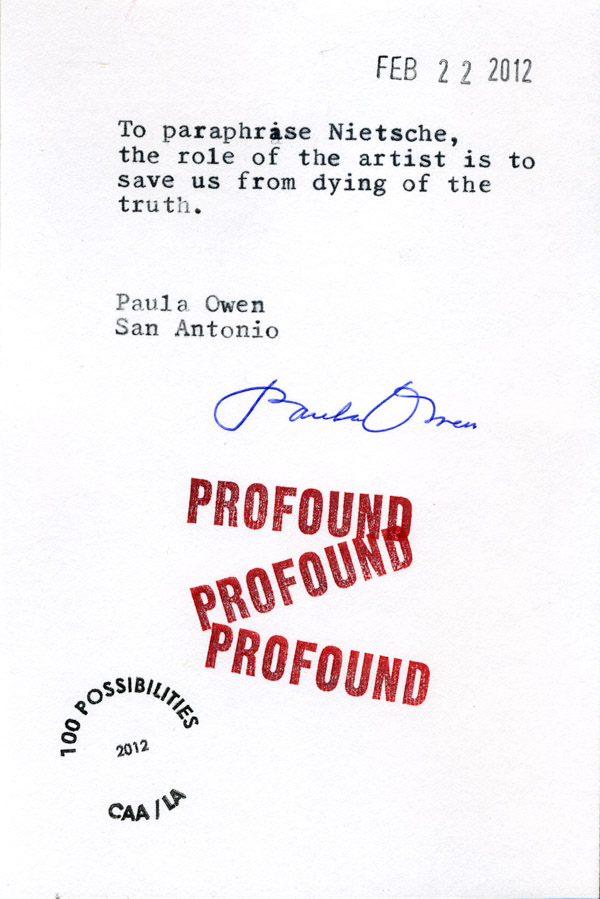 FEB 22 2012
To paraphrase Nietsche,
the role of the artist is to
save us from dying of the
truth.
Paula Owen
San Antonio
Paula Owen
PROFOUND
PROFOUND
PROFOUND
100 POSSIBILITIES
2012
CAA/LA